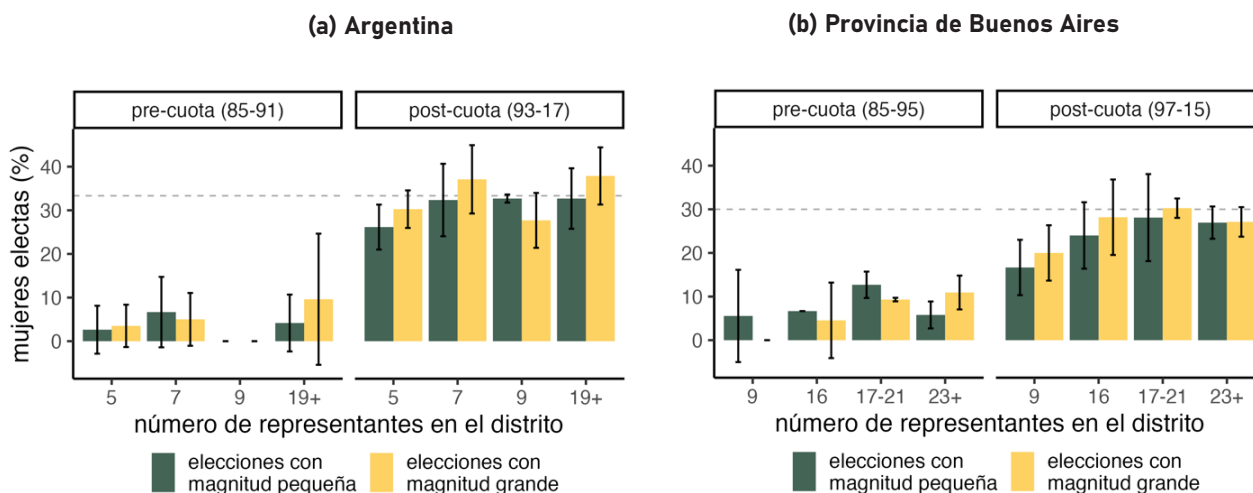 (a) Argentina
(b) Provincia de Buenos Aires
pre-cuota (85-91)
post-cuota (93-17)
pre-cuota (85-95)
post-cuota (97-15)
mujeres electas (%)
40
30
20
10
0
40
30
20
10
0
5 7 9 19+
5 7 9 19+
9 16 17-21 23+
9 16 17-21 23+
número de representantes en el distrito
número de representantes en el distrito
elecciones con
magnitud pequeña
elecciones con
magnitud grande
elecciones con
magnitud pequeña
elecciones con
magnitud grande